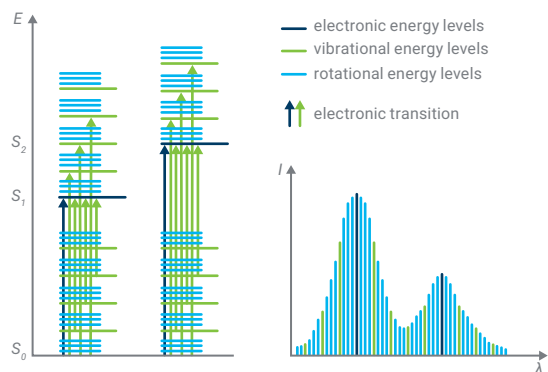 E
electronic energy levels
vibrational energy levels
rotational energy levels
electronic transition
S2
S1
I
S0
λ